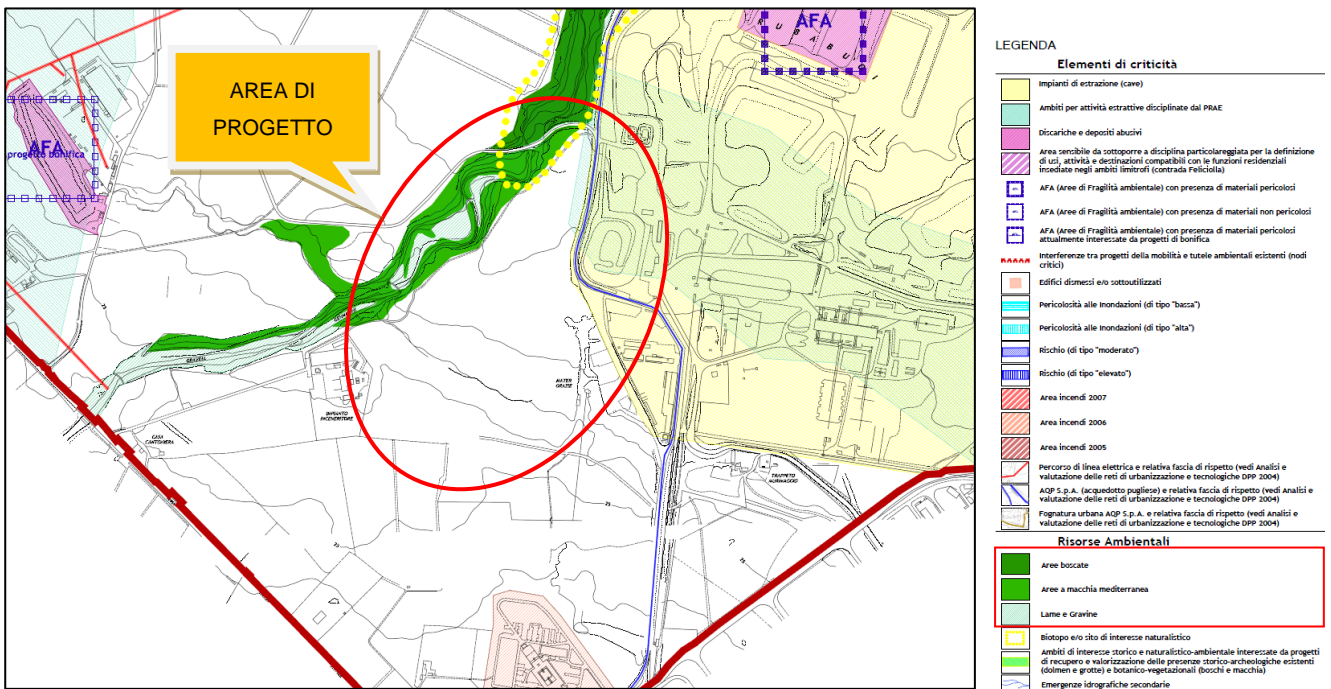 AREA DI
PROGETTO
AFA
AFA
progetto bonifica
IMPIANTO
INCENERITORE
CASA
CANTONIERA
MATER
GRAZIE
TRAPPETO
75
75
75
LEGENDA
Elementi di criticità
Impianti di estrazione (cave)
Ambiti per attività estrattive disciplinate dal PRAE
Discariche e depositi abusivi
Area sensibile da sottoporre a disciplina particolareggiata per la definizione
di usi, attività e destinazioni compatibili con le funzioni residenziali
insediate negli ambiti limitrofi (contrada Feliciolla)
AFA (Aree di Fragilità ambientale) con presenza di materiali pericolosi
AFA (Aree di Fragilità ambientale) con presenza di materiali non pericolosi
AFA (Aree di Fragilità ambientale) con presenza di materiali pericolosi
attualmente interessate da progetti di bonifica
Interferenze tra progetti della mobilità e tutele ambientali esistenti (nodi
critici)
Edifici dismessi e/o sottoutilizzati
Pericolosità alle Inondazioni (di tipo "bassa")
Pericolosità alle Inondazioni (di tipo "alta")
Rischio (di tipo "moderato")
Rischio (di tipo "elevato")
Area incendi 2007
Area incendi 2006
Area incendi 2005
Percorso di linea elettrica e relativa fascia di rispetto (vedi Analisi e
valutazione delle reti di urbanizzazione e tecnologiche DPP 2004)
AQP S.p.A. (acquedotto pugliese) e relativa fascia di rispetto (vedi Analisi e
valutazione delle reti di urbanizzazione e tecnologiche DPP 2004)
Fognatura urbana AQP S.p.A. e relativa fascia di rispetto (vedi Analisi e
valutazione delle reti di urbanizzazione e tecnologiche DPP 2004)
Risorse Ambientali
Aree boscate
Aree a macchia mediterranea
Lame e Gravine
Biotopo e/o sito di interesse naturalistico
Ambiti di interesse storico e naturalistico-ambientale interessate da progetti
di recupero e valorizzazione delle presenze storico-archeologiche esistenti
(dolmen e grotte) e botanico-vegetazionali (boschi e macchia)
Emergenze idrografiche secondarie